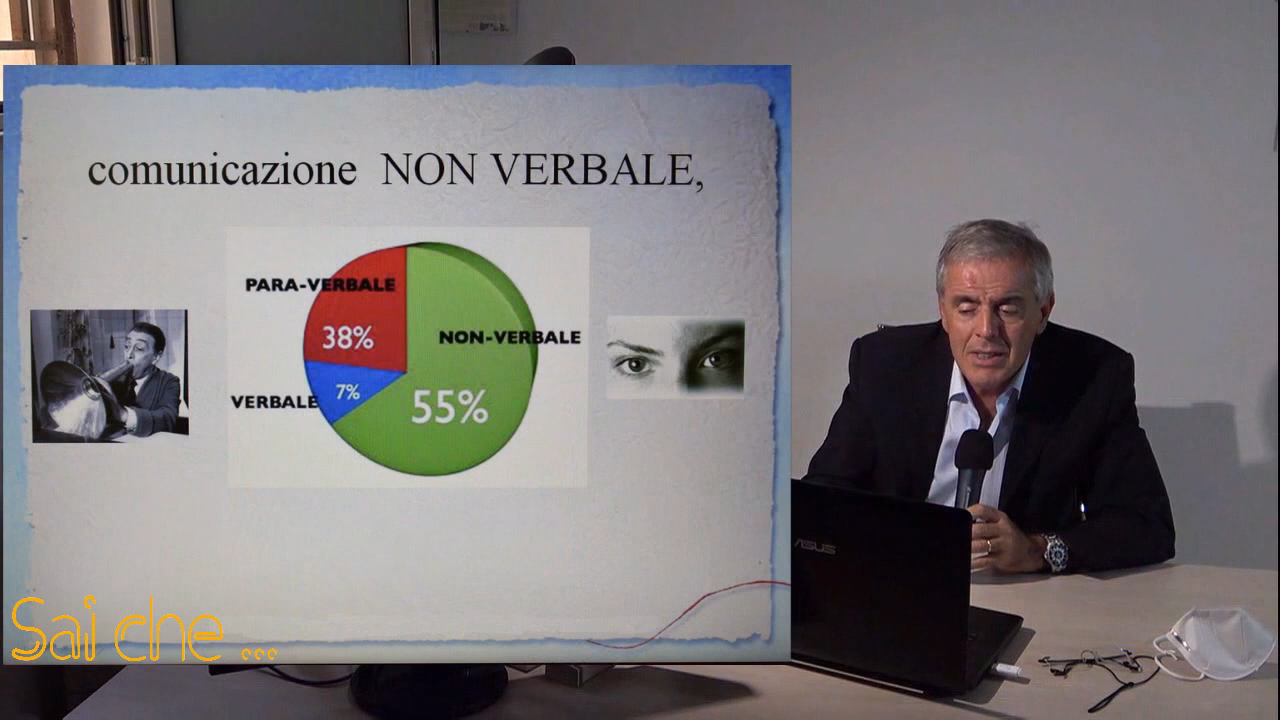 comunicazione NON VERBALE,
PARA-VERBALE
38%
NON-VERBALE
7%
VERBALE
55%
Sai che ...
ASUS